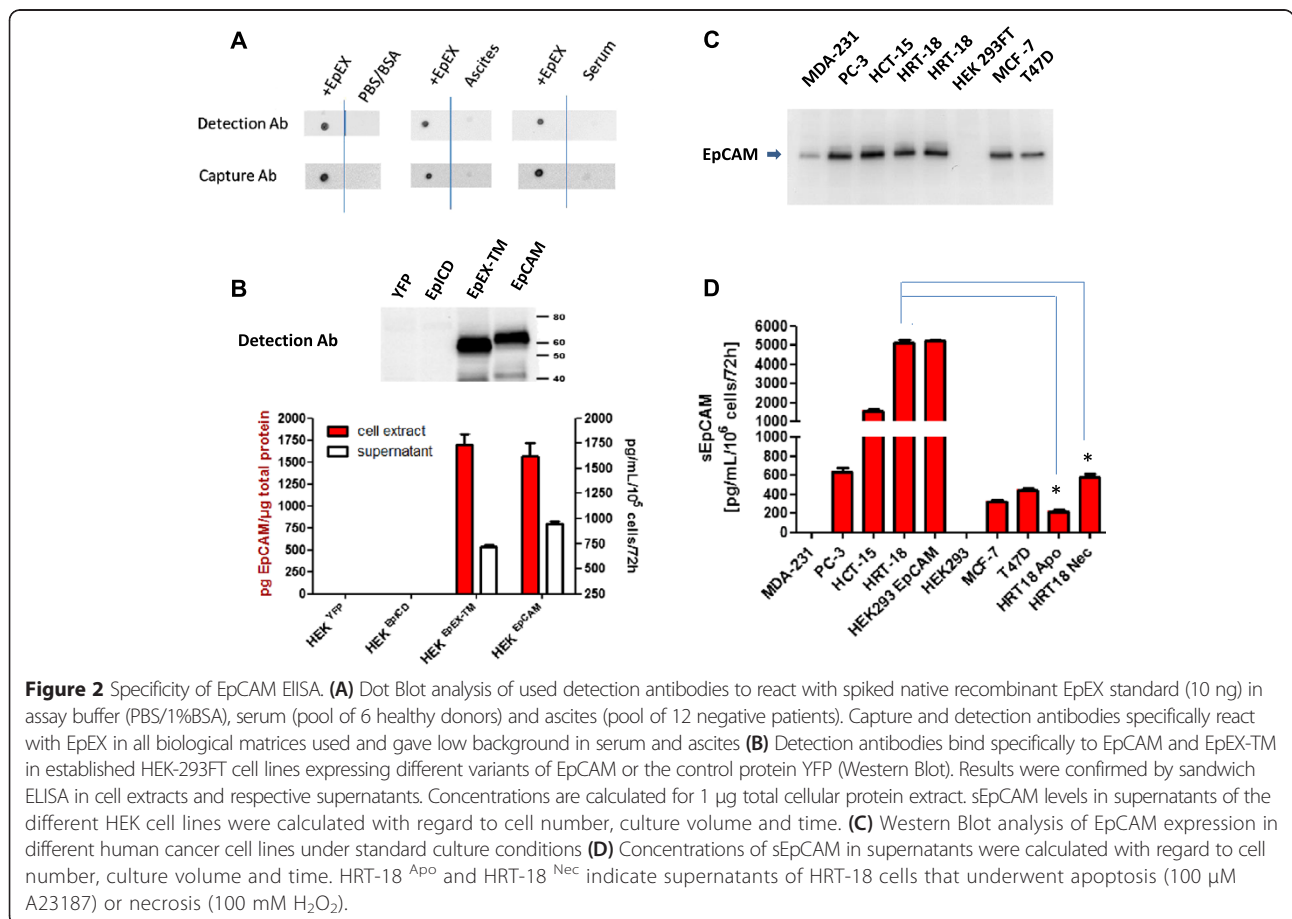 A
+EpEX
PBS/BSA
+EpEX
Ascites
+EpEX
Serum
Detection Ab
Capture Ab
C
MDA-231
PC-3
HCT-15
HRT-18
HRT-18
HEK 293FT
MCF -7
T47D
EpCAM
B
YFP
EpICD
EpEX-TM
EpCAM
Detection Ab
80
60
50
40
pg EpCAM/µg total protein
2000
1750
1500
1250
1000
750
500
250
0
cell extract
supernatant
2000
1750
1500
1250
1000
750
500
250
pg/mL/10⁵ cells/72h
HEK YFP
HEK EpICD
HEK EpEX-TM
HEK EpCAM
D
sEpCAM
[pg/mL/10⁶ cells/72h]
6000
5000
4000
3000
2000
1000
800
600
400
200
0
*
*
MDA-231
PC-3
HCT-15
HRT-18
HEK293 EpCAM
HEK293
MCF-7
T47D
HRT18 Apo
HRT18 Nec
Figure 2 Specificity of EpCAM ElISA. (A) Dot Blot analysis of used detection antibodies to react with spiked native recombinant EpEX standard (10 ng) in
assay buffer (PBS/1%BSA), serum (pool of 6 healthy donors) and ascites (pool of 12 negative patients). Capture and detection antibodies specifically react
with EpEX in all biological matrices used and gave low background in serum and ascites (B) Detection antibodies bind specifically to EpCAM and EpEX-TM
in established HEK-293FT cell lines expressing different variants of EpCAM or the control protein YFP (Western Blot). Results were confirmed by sandwich
ELISA in cell extracts and respective supernatants. Concentrations are calculated for 1 µg total cellular protein extract. sEpCAM levels in supernatants of the
different HEK cell lines were calculated with regard to cell number, culture volume and time. (C) Western Blot analysis of EpCAM expression in
different human cancer cell lines under standard culture conditions (D) Concentrations of sEpCAM in supernatants were calculated with regard to cell
number, culture volume and time. HRT-18 Apo and HRT-18 Nec indicate supernatants of HRT-18 cells that underwent apoptosis (100 µM
A23187) or necrosis (100 mM H₂O₂).